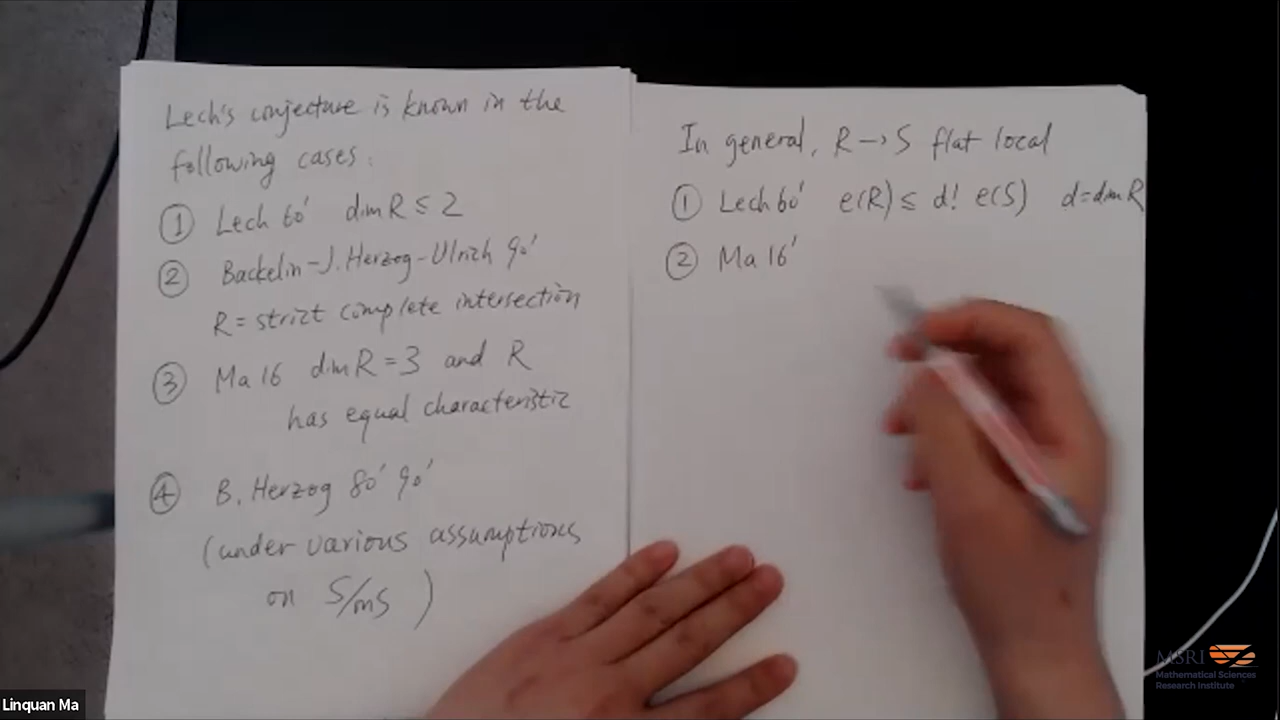 Lech's conjecture is known in the
following cases:
① Lech 60' dim R ≤ 2
② Backelin-J. Herzog-Ulrich 90'
R = strict complete intersection
③ Ma 16 dim R = 3 and R
has equal characteristic
④ B. Herzog 80' 90'
(under various assumptions
on S/mS )
In general, R → S flat local
① Lech 60' e(R) ≤ d! e(S) d = dim R
② Ma 16'
MSRI
Mathematical Sciences
Research Institute
Linquan Ma